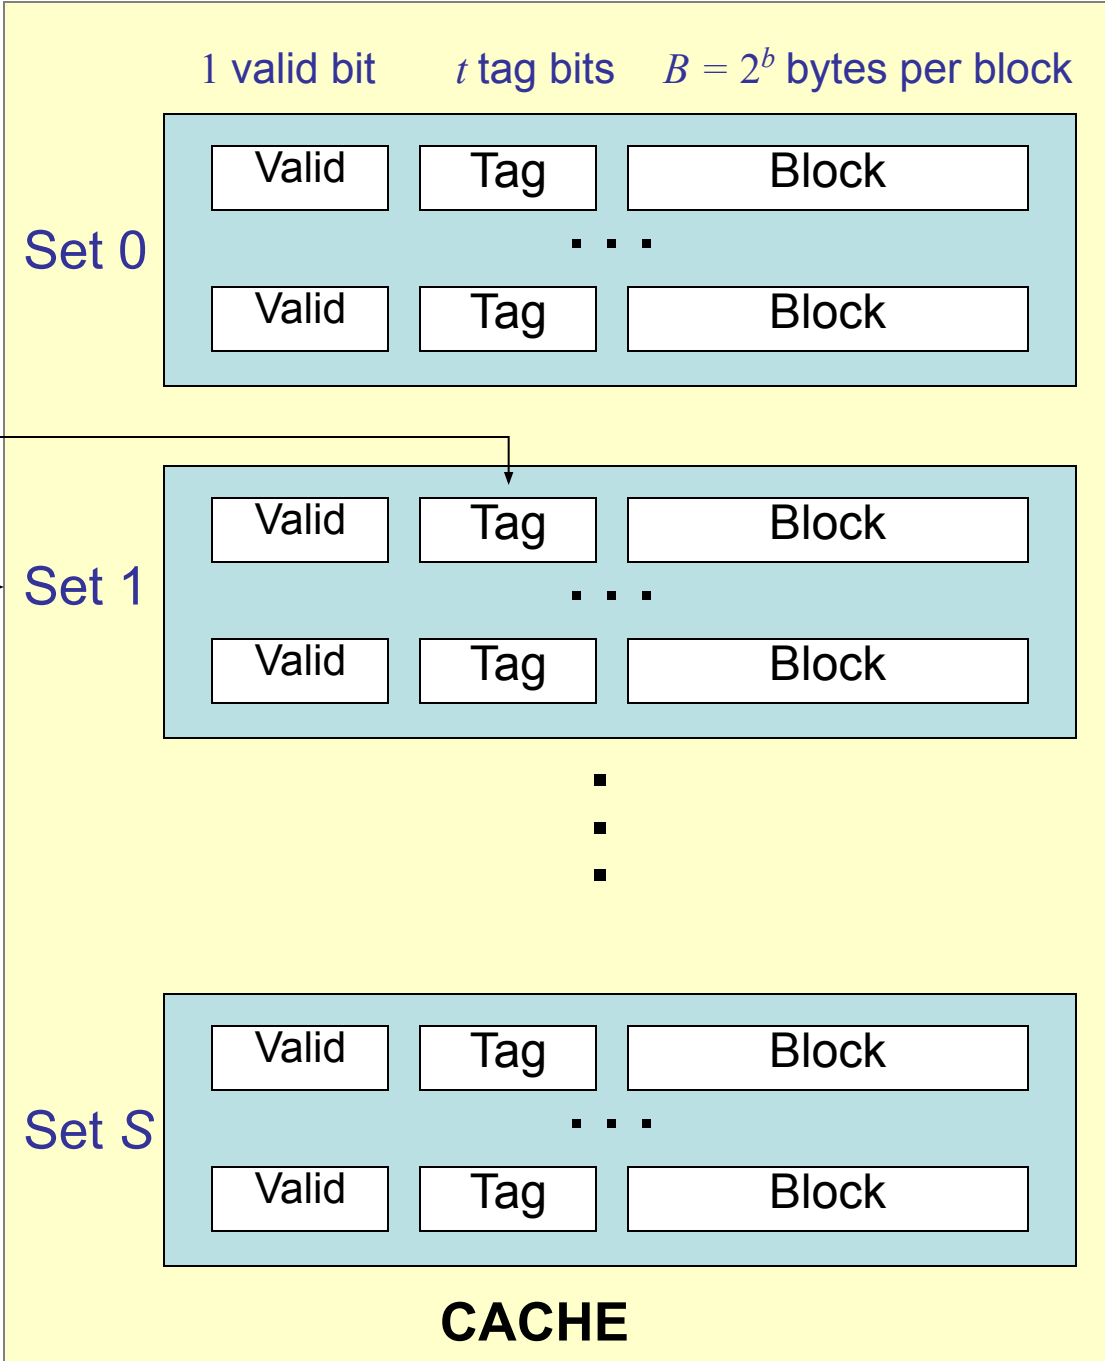 1 valid bit t tag bits B = 2^b bytes per block
Valid Tag Block
Set 0
. . .
Valid Tag Block
Valid Tag Block
Set 1
. . .
Valid Tag Block
Valid Tag Block
Set S
. . .
Valid Tag Block
CACHE